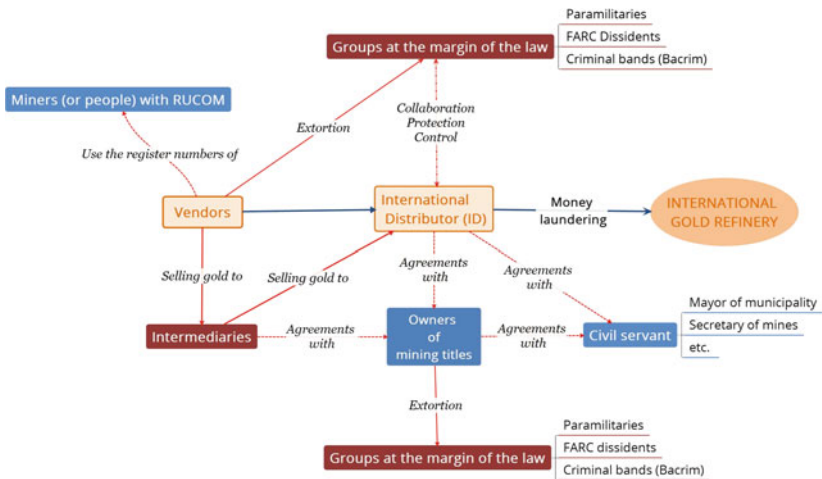 Paramilitaries
Groups at the margin of the law
FARC Dissidents
Criminal bands (Bacrim)
Miners (or people) with RUCOM
Extortion
Collaboration
Protection
Control
Use the register numbers of
Vendors
International
Distributor (ID)
Money
laundering
INTERNATIONAL
GOLD REFINERY
Selling gold to
Selling gold to
Agreements
with
Agreements
with
Intermediaries
Agreements
with
Owners
of
mining titles
Agreements
with
Civil servant
Mayor of municipality
Secretary of mines
etc.
Extortion
Groups at the margin of the law
Paramilitaries
FARC dissidents
Criminal bands (Bacrim)